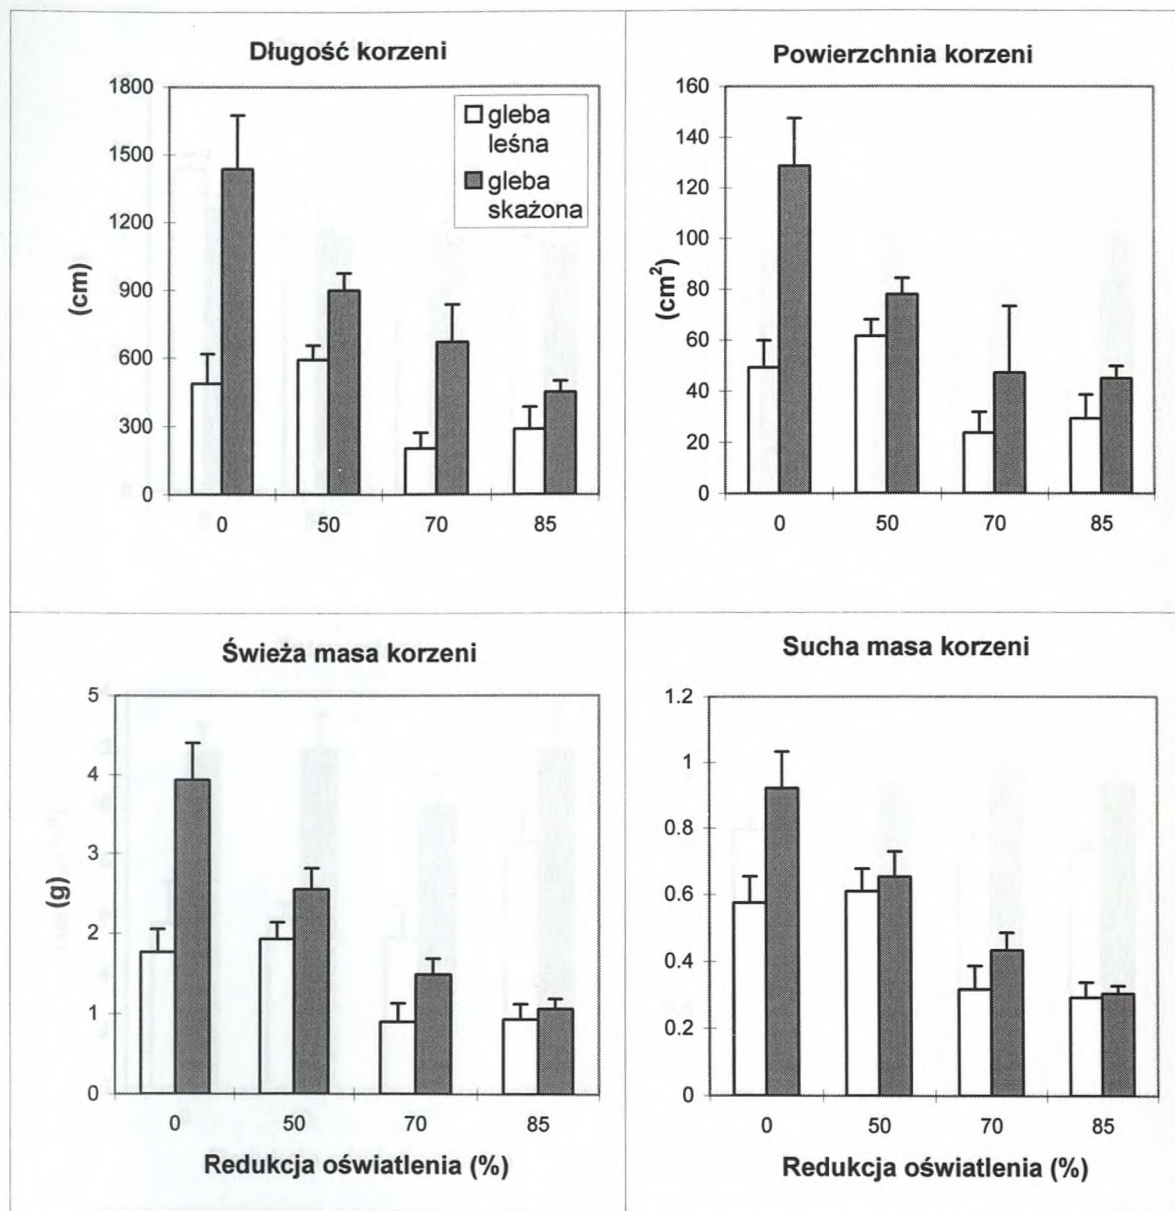 Długość korzeni
1800
1500
1200
900
600
300
0
(cm)
gleba
leśna
gleba
skażona
0 50 70 85
Powierzchnia korzeni
160
140
120
100
80
60
40
20
0
(cm²)
0 50 70 85
Świeża masa korzeni
5
4
3
2
1
0
(g)
0 50 70 85
Redukcja oświatlenia (%)
Sucha masa korzeni
1.2
1
0.8
0.6
0.4
0.2
0
0 50 70 85
Redukcja oświatlenia (%)